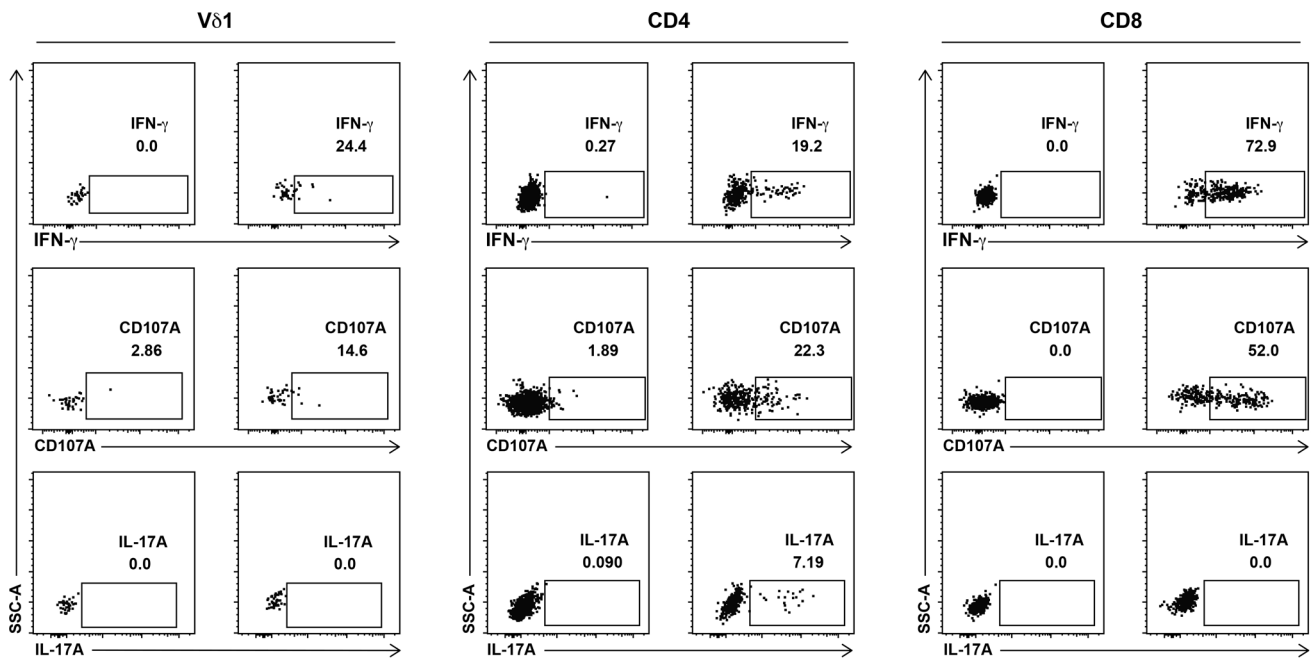 Vδ1 CD4 CD8
IFN-γ IFN-γ IFN-γ IFN-γ IFN-γ IFN-γ
0.0 24.4 0.27 19.2 0.0 72.9
IFN-γ IFN-γ IFN-γ
CD107A CD107A CD107A CD107A CD107A CD107A
2.86 14.6 1.89 22.3 0.0 52.0
CD107A CD107A CD107A
IL-17A IL-17A IL-17A IL-17A IL-17A IL-17A
0.0 0.0 0.090 7.19 0.0 0.0
SSC-A SSC-A SSC-A
IL-17A IL-17A IL-17A